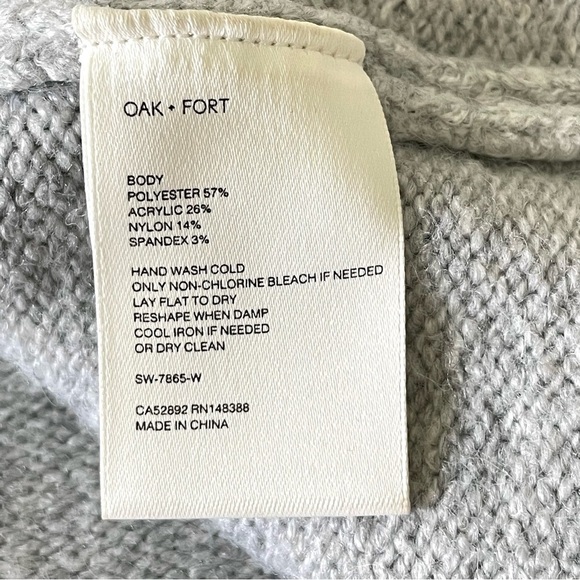 OAK + FORT
BODY
POLYESTER 57%
ACRYLIC 26%
NYLON 14%
SPANDEX 3%
HAND WASH COLD
ONLY NON-CHLORINE BLEACH IF NEEDED
LAY FLAT TO DRY
RESHAPE WHEN DAMP
COOL IRON IF NEEDED
OR DRY CLEAN
SW-7865-W
CA52892 RN148388
MADE IN CHINA